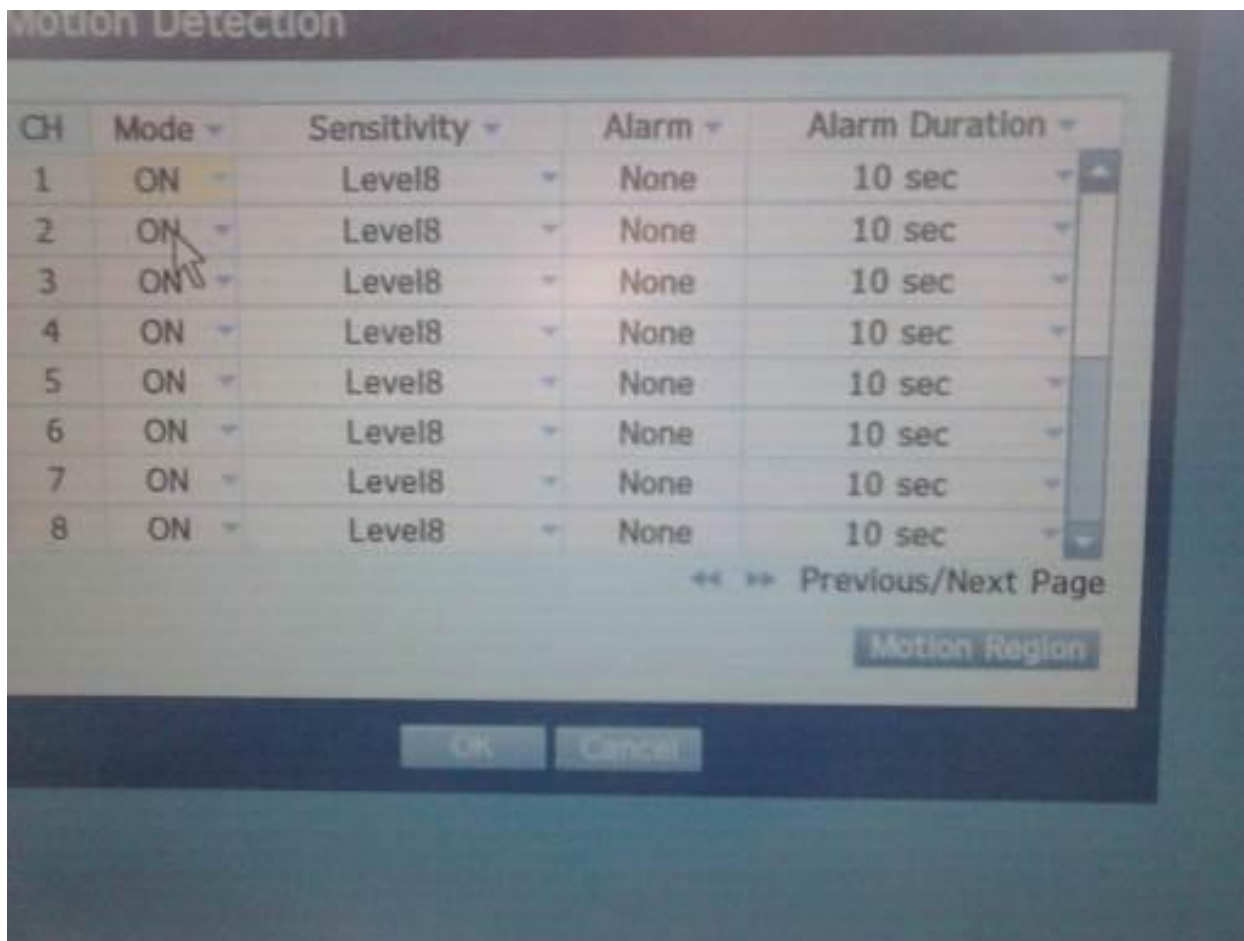 Motion Detection
CH Mode Sensitivity Alarm Alarm Duration
1 ON Level8 None 10 sec
2 ON Level8 None 10 sec
3 ON Level8 None 10 sec
4 ON Level8 None 10 sec
5 ON Level8 None 10 sec
6 ON Level8 None 10 sec
7 ON Level8 None 10 sec
8 ON Level8 None 10 sec
Previous/Next Page
Motion Region
OK Cancel